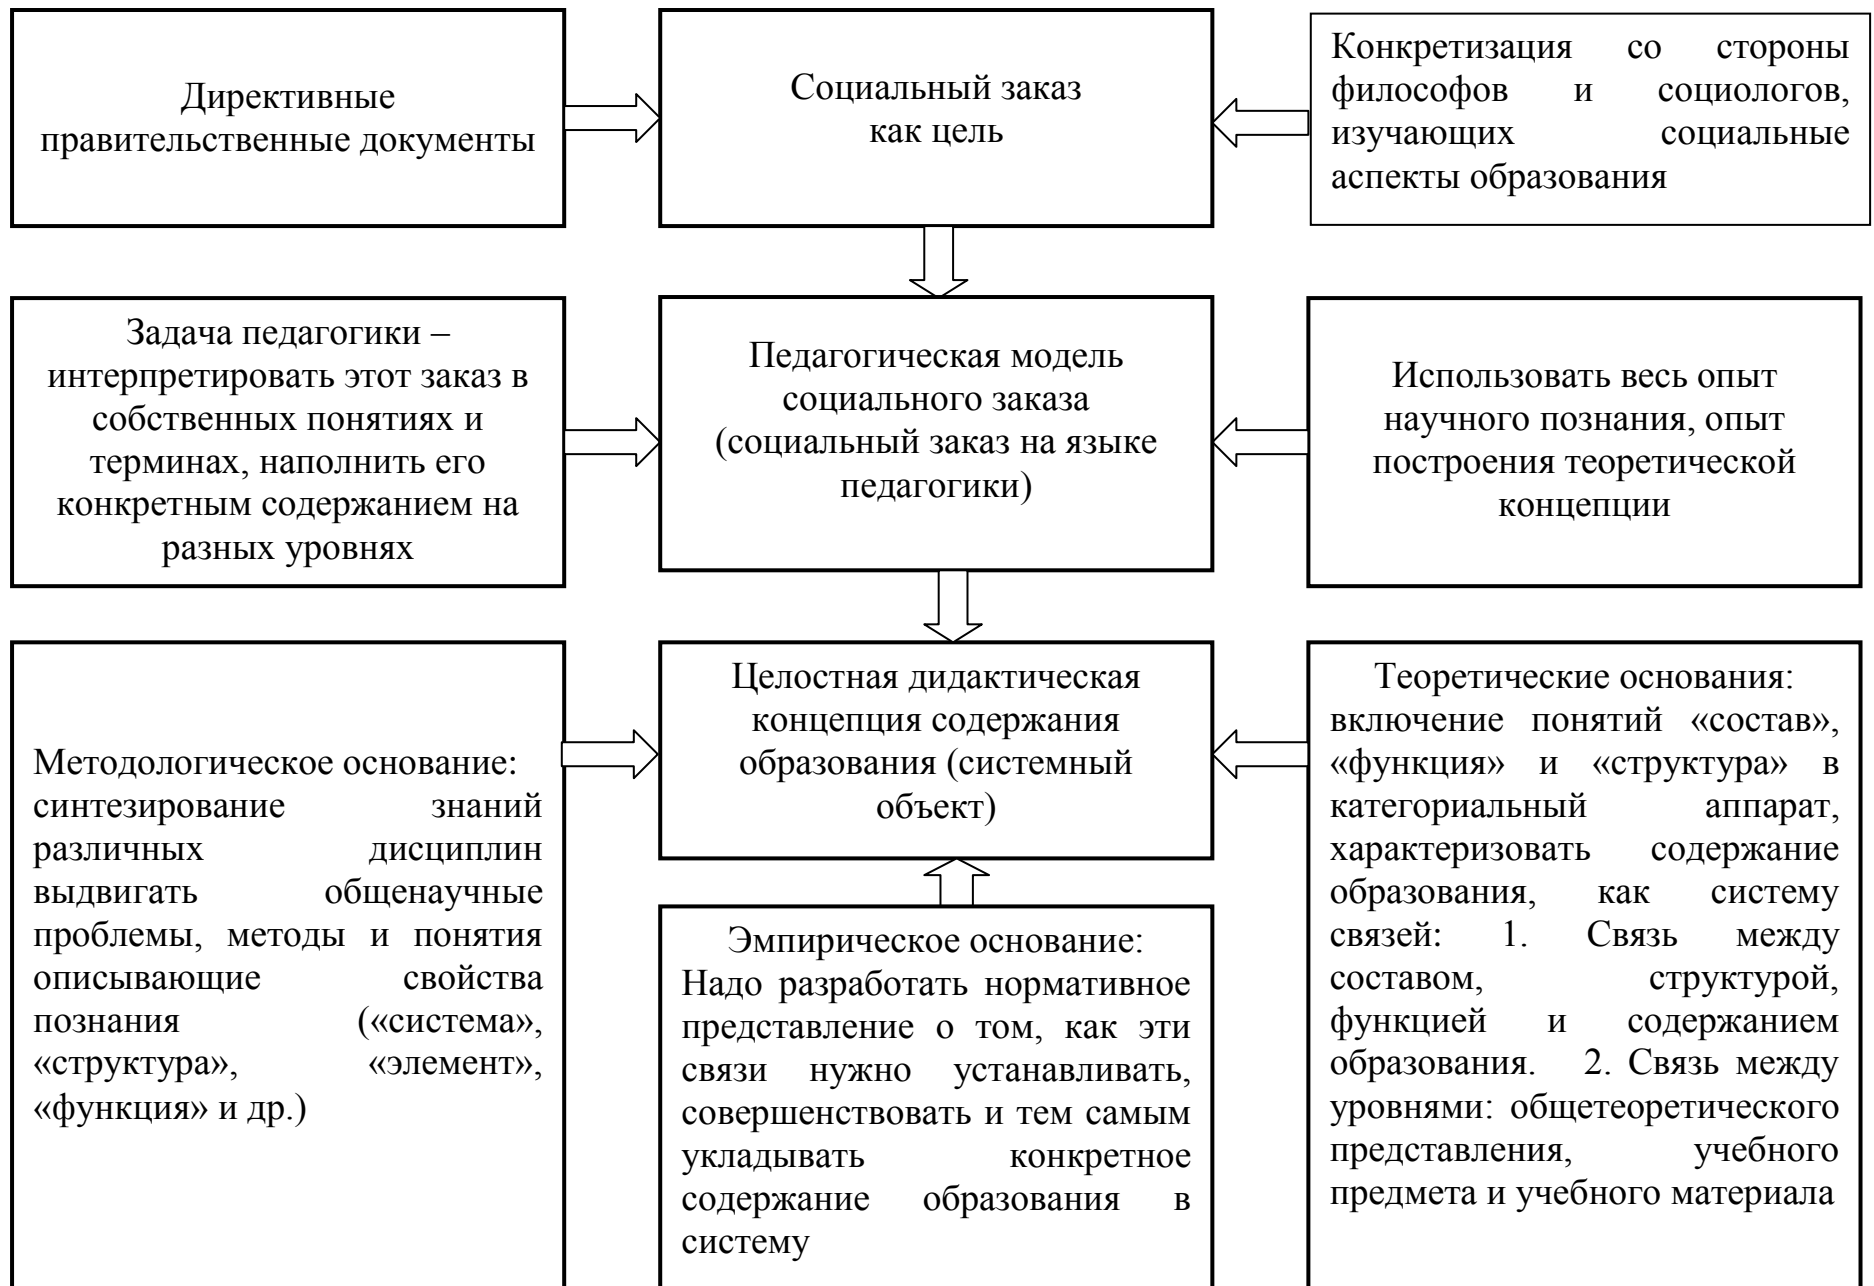 Директивные
правительственные документы
Социальный заказ
как цель
Конкретизация со стороны
философов и социологов,
изучающих социальные
аспекты образования
Задача педагогики –
интерпретировать этот заказ в
собственных понятиях и
терминах, наполнить его
конкретным содержанием на
разных уровнях
Педагогическая модель
социального заказа
(социальный заказ на языке
педагогики)
Использовать весь опыт
научного познания, опыт
построения теоретической
концепции
Методологическое основание:
синтезирование знаний
различных дисциплин
выдвигать общенаучные
проблемы, методы и понятия
описывающие свойства
познания («система»,
«структура», «элемент»,
«функция» и др.)
Целостная дидактическая
концепция содержания
образования (системный
объект)
Эмпирическое основание:
Надо разработать нормативное
представление о том, как эти
связи нужно устанавливать,
совершенствовать и тем самым
укладывать конкретное
содержание образования в
систему
Теоретические основания:
включение понятий «состав»,
«функция» и «структура» в
категориальный аппарат,
характеризовать содержание
образования, как систему
связей: 1. Связь между
составом, структурой,
функцией и содержанием
образования. 2. Связь между
уровнями: общетеоретического
представления, учебного
предмета и учебного материала